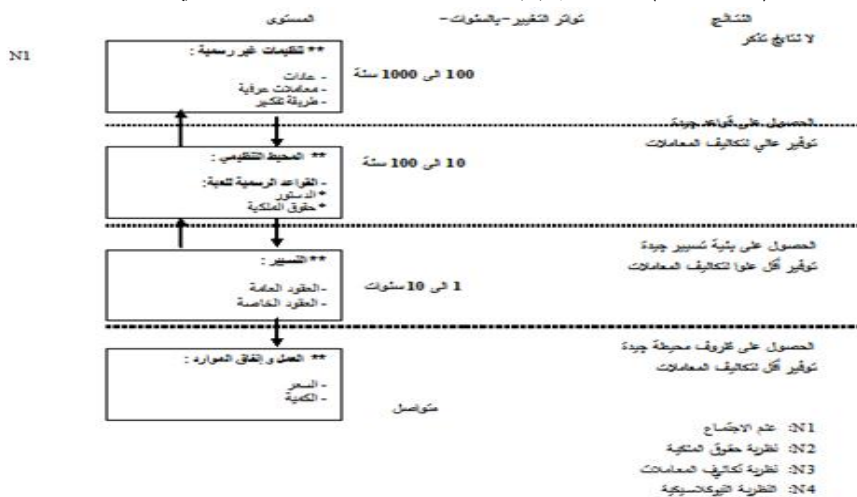 المستوى تواتر التغيير -بالسنوات- النتائج
لا نتائج تذكر
N1
** تنظيمات غير رسمية :
- عادات
- معاملات عرفية
- طريقة تفكير
100 الى 1000 سنة
الحصول على قواعد جيدة
توفير عالي لتكاليف المعاملات
** المحيط التنظيمي :
- القواعد الرسمية للعبة:
*الدستور
*حقوق الملكية
10 الى 100 سنة
الحصول على بنية تسيير جيدة
توفير أقل علوا لتكاليف المعاملات
** التسيير :
-العقود العامة
- العقود الخاصة
1 الى 10 سنوات
الحصول على ظروف محيطة جيدة
توفير أقل لتكاليف المعاملات
** العمل و إنفاق الموارد :
- السعر
- الكمية
متواصل
N1: علم الاجتماع
N2: نظرية حقوق الملكية
N3: نظرية تكاليف المعاملات
N4: النظرية النيوكلاسيكية